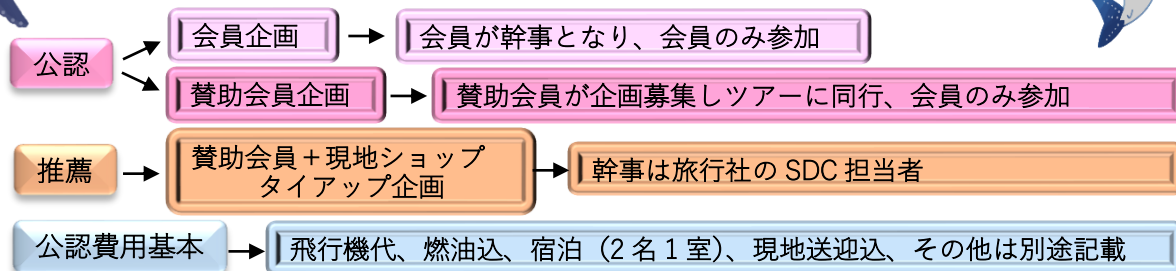 公認
会員企画
会員が幹事となり、会員のみ参加
賛助会員企画
賛助会員が企画募集しツアーに同行、会員のみ参加
推薦
賛助会員＋現地ショップ
タイアップ企画
幹事は旅行社の SDC 担当者
公認費用基本
飛行機代、燃油込、宿泊（2 名 1 室）、現地送迎込、その他は別途記載